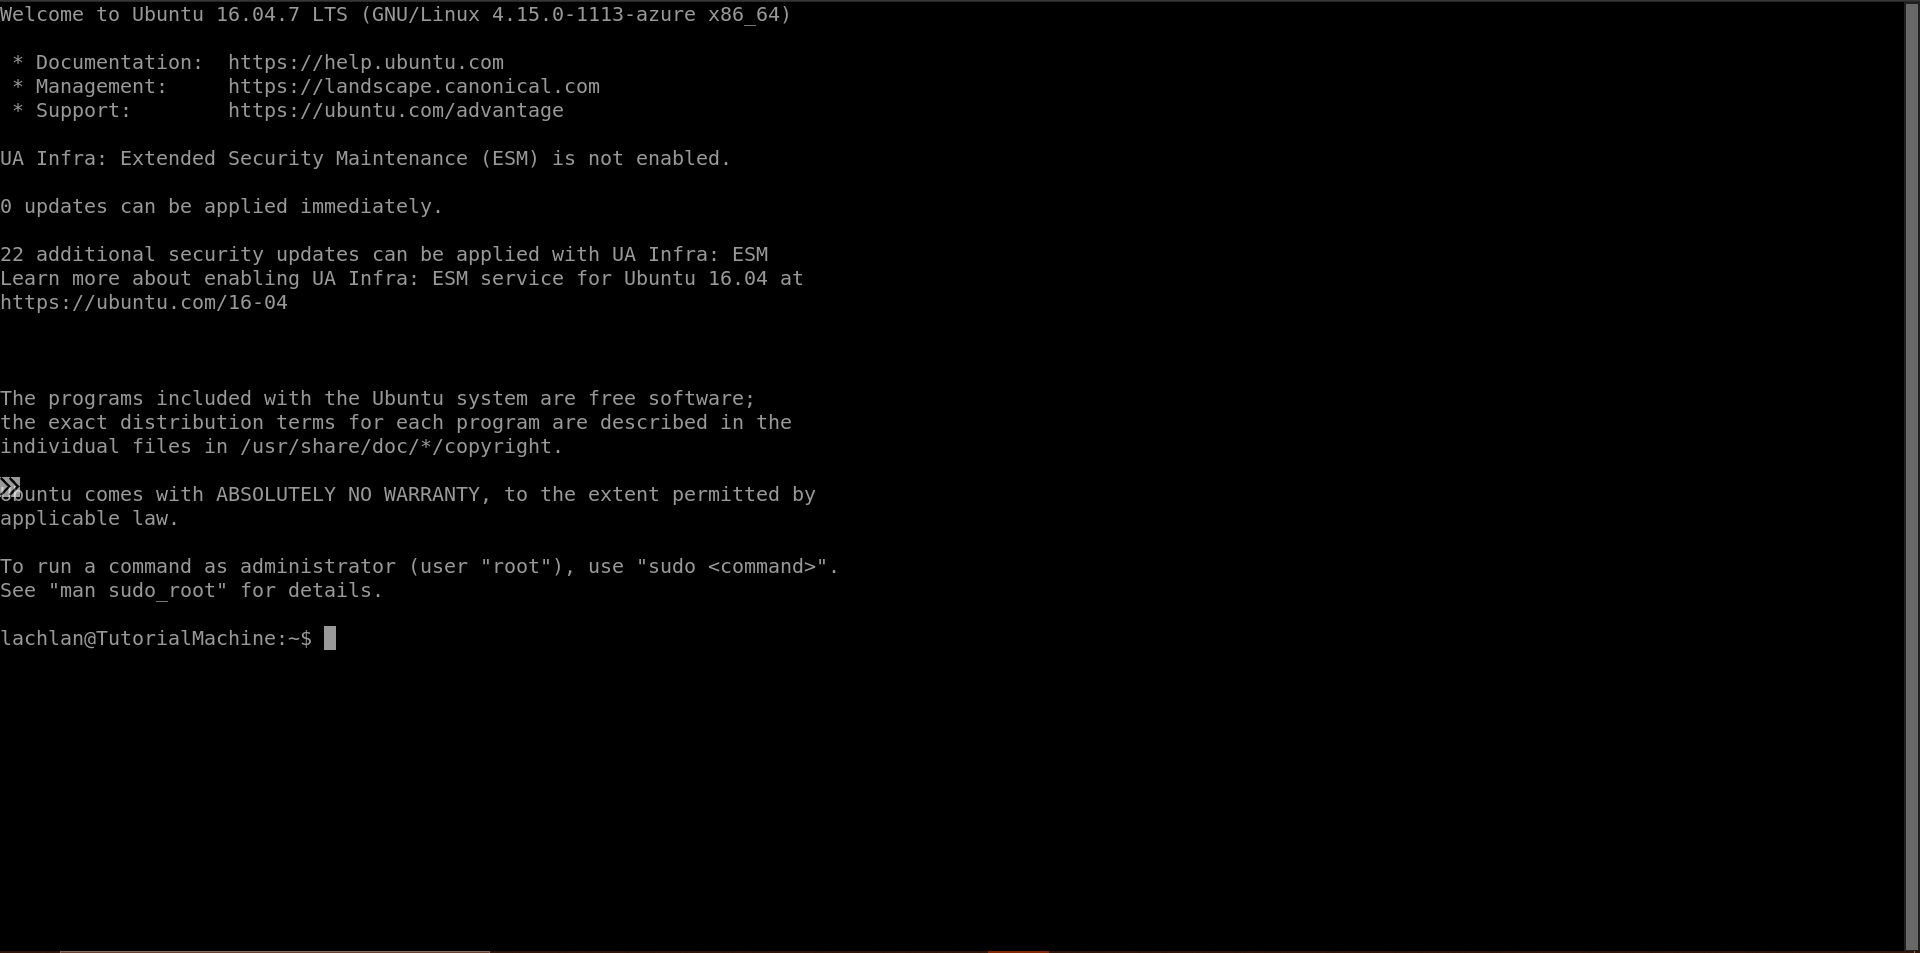 Welcome to Ubuntu 16.04.7 LTS (GNU/Linux 4.15.0-1113-azure x86_64)
 * Documentation:  https://help.ubuntu.com
 * Management:     https://landscape.canonical.com
 * Support:        https://ubuntu.com/advantage
UA Infra: Extended Security Maintenance (ESM) is not enabled.
0 updates can be applied immediately.
22 additional security updates can be applied with UA Infra: ESM
Learn more about enabling UA Infra: ESM service for Ubuntu 16.04 at
https://ubuntu.com/16-04
The programs included with the Ubuntu system are free software;
the exact distribution terms for each program are described in the
individual files in /usr/share/doc/*/copyright.
Ubuntu comes with ABSOLUTELY NO WARRANTY, to the extent permitted by
applicable law.
To run a command as administrator (user "root"), use "sudo <command>".
See "man sudo_root" for details.
lachlan@TutorialMachine:~$